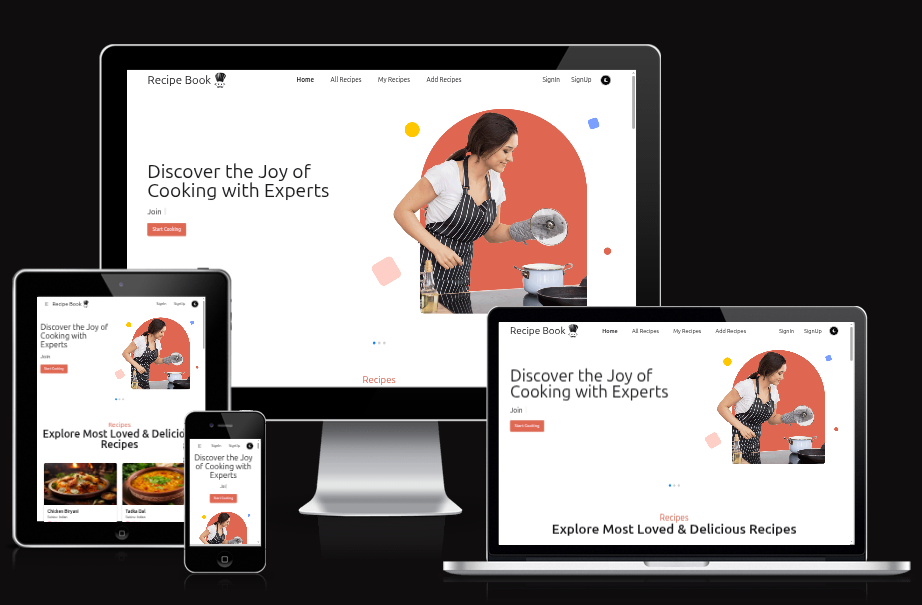 Recipe Book
Home All Recipes My Recipes Add Recipes SignIn SignUp
Discover the Joy of
Cooking with Experts
Join
Start Cooking
Recipes
Recipe Book SignIn SignUp
Discover the Joy of
Cooking with
Experts
Join
Start Cooking
Recipes
Explore Most Loved & Delicio
Recipes
Chicken Biryani
Tadka Dal
SignIn SignUp
Discover the Joy
of Cooking with
Experts
Start Cooking
Recipe Book
Home All Recipes My Recipes Add Recipes SignIn SignUp
Discover the Joy of
Cooking with Experts
Join
Start Cooking
Recipes
Explore Most Loved & Delicious Recipes